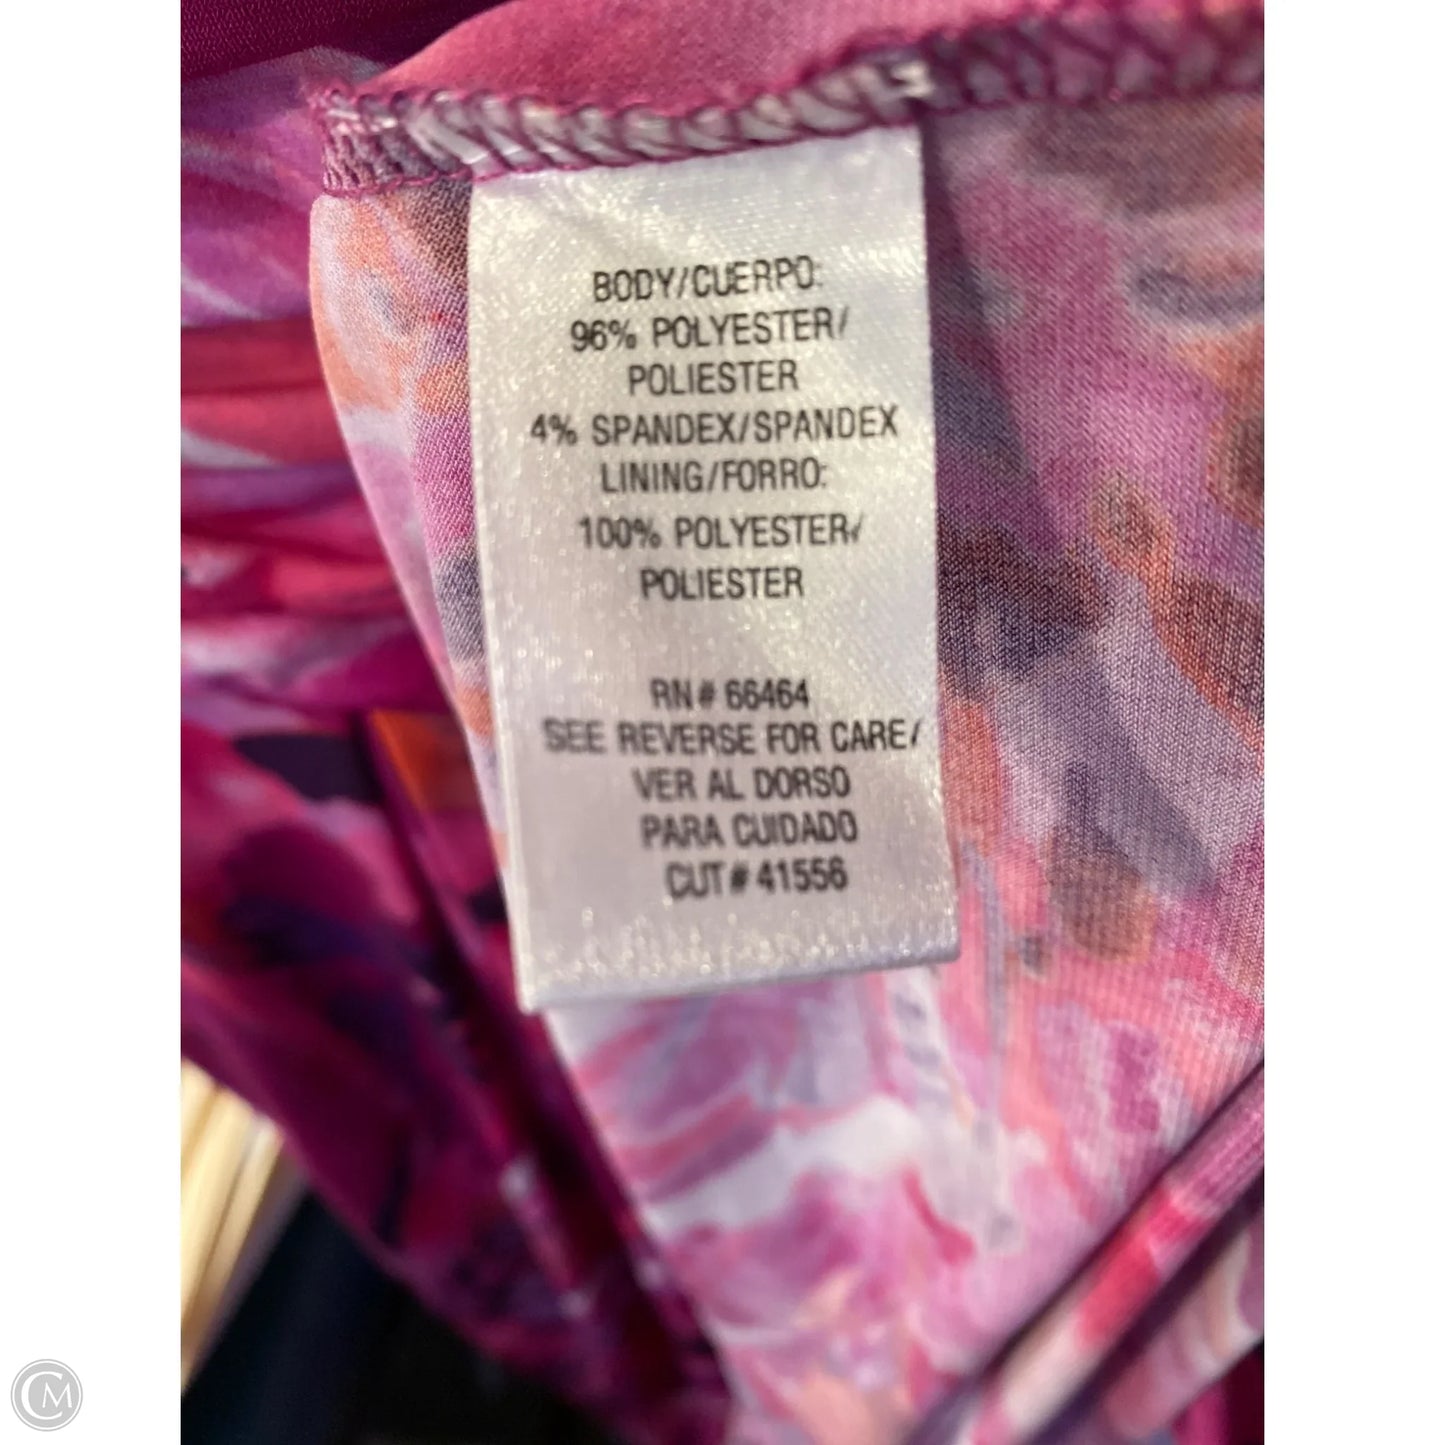 BODY/CUERPO:
96% POLYESTER/
POLIESTER
4% SPANDEX/SPANDEX
LINING/FORRO:
100% POLYESTER/
POLIESTER
RN# 66464
SEE REVERSE FOR CARE/
VER AL DORSO
PARA CUIDADO
CUT# 41556
CM